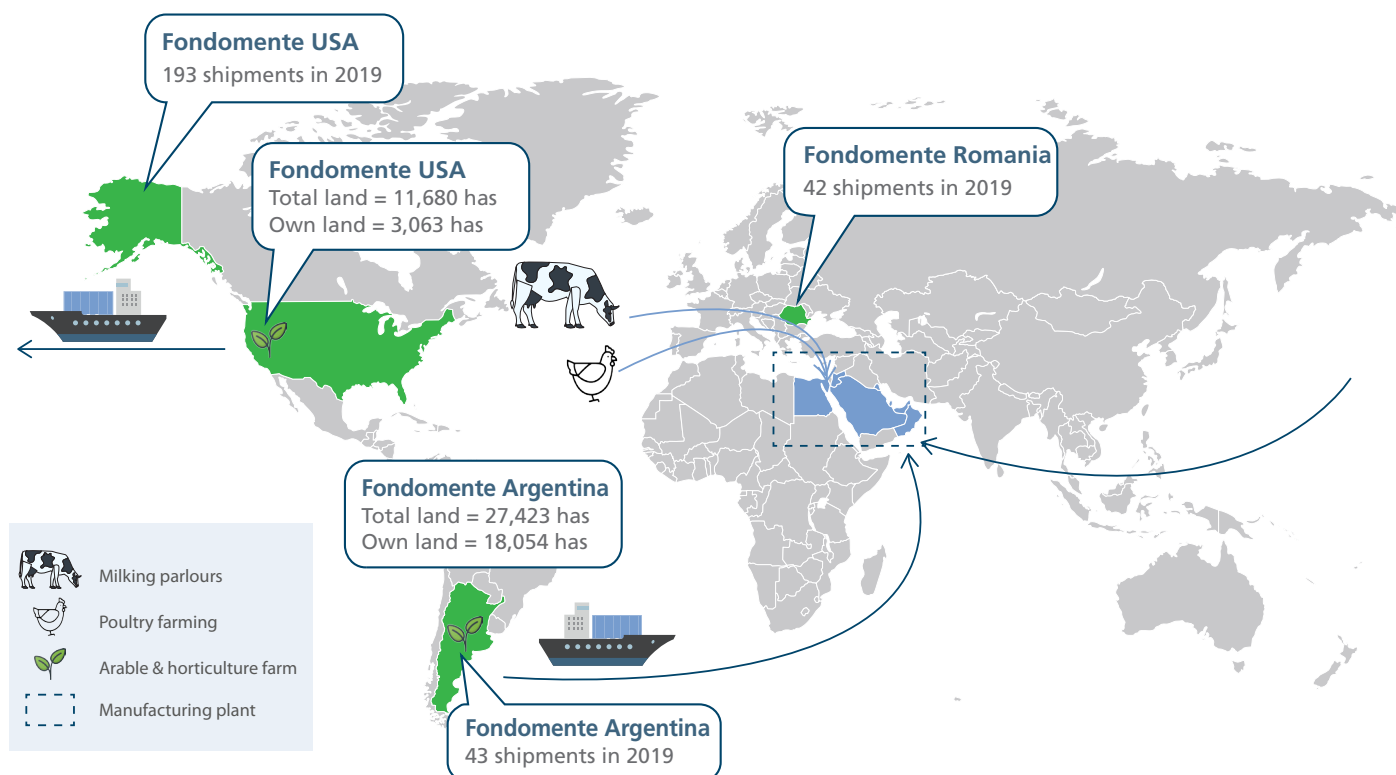 Fondomente USA
193 shipments in 2019
Fondomente USA
Total land = 11,680 has
Own land = 3,063 has
Fondomente Romania
42 shipments in 2019
Fondomente Argentina
Total land = 27,423 has
Own land = 18,054 has
Milking parlours
Poultry farming
Arable & horticulture farm
Manufacturing plant
Fondomente Argentina
43 shipments in 2019